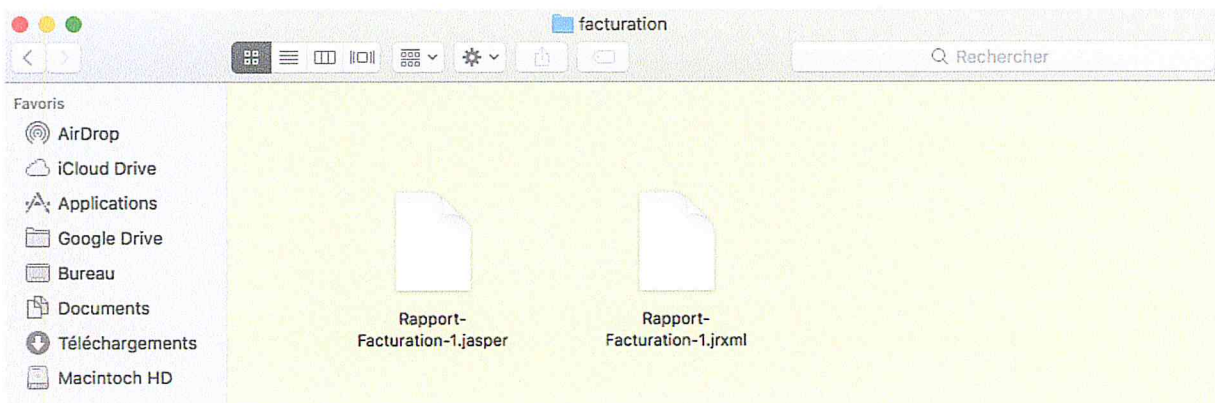 facturation
Rechercher
Favoris
AirDrop
iCloud Drive
Applications
Google Drive
Bureau
Documents
Téléchargements
Macintoch HD
Rapport-
Facturation-1.jasper
Rapport-
Facturation-1.jrxml